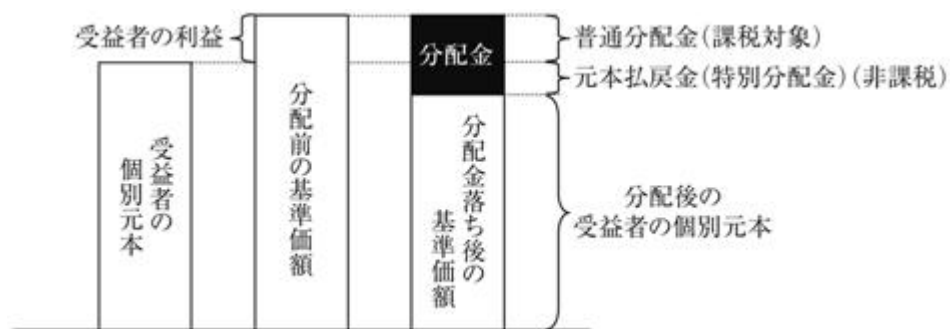 受益者の利益
受益者の
個別元本
分配前の基準価額
分配金
分配金落ち後の
基準価額
普通分配金(課税対象)
元本払戻金(特別分配金)(非課税)
分配後の
受益者の個別元本